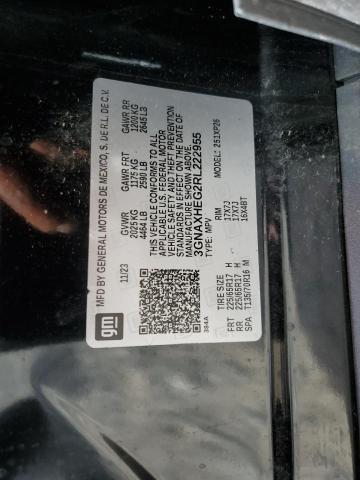 gm
MFD BY GENERAL MOTORS DE MEXICO, S. DE R.L. DE C.V.
11/23
GVWR GAWR FRT GAWR RR
2025 KG 1175 KG 1200 KG
4464 LB 2590 LB 2645 LB
THIS VEHICLE CONFORMS TO ALL
APPLICABLE U.S. FEDERAL MOTOR
VEHICLE SAFETY AND THEFT PREVENTION
STANDARDS IN EFFECT ON THE DATE OF
MANUFACTURE SHOWN ABOVE.
3GNAXHEG2RL222955
TYPE: MPV MODEL: 251XP26
384A
TIRE SIZE RIM
FRT 225/65R17 H 17X7J
RR 225/65R17 H 17X7J
SPA T135/70R16 M 16X4BT